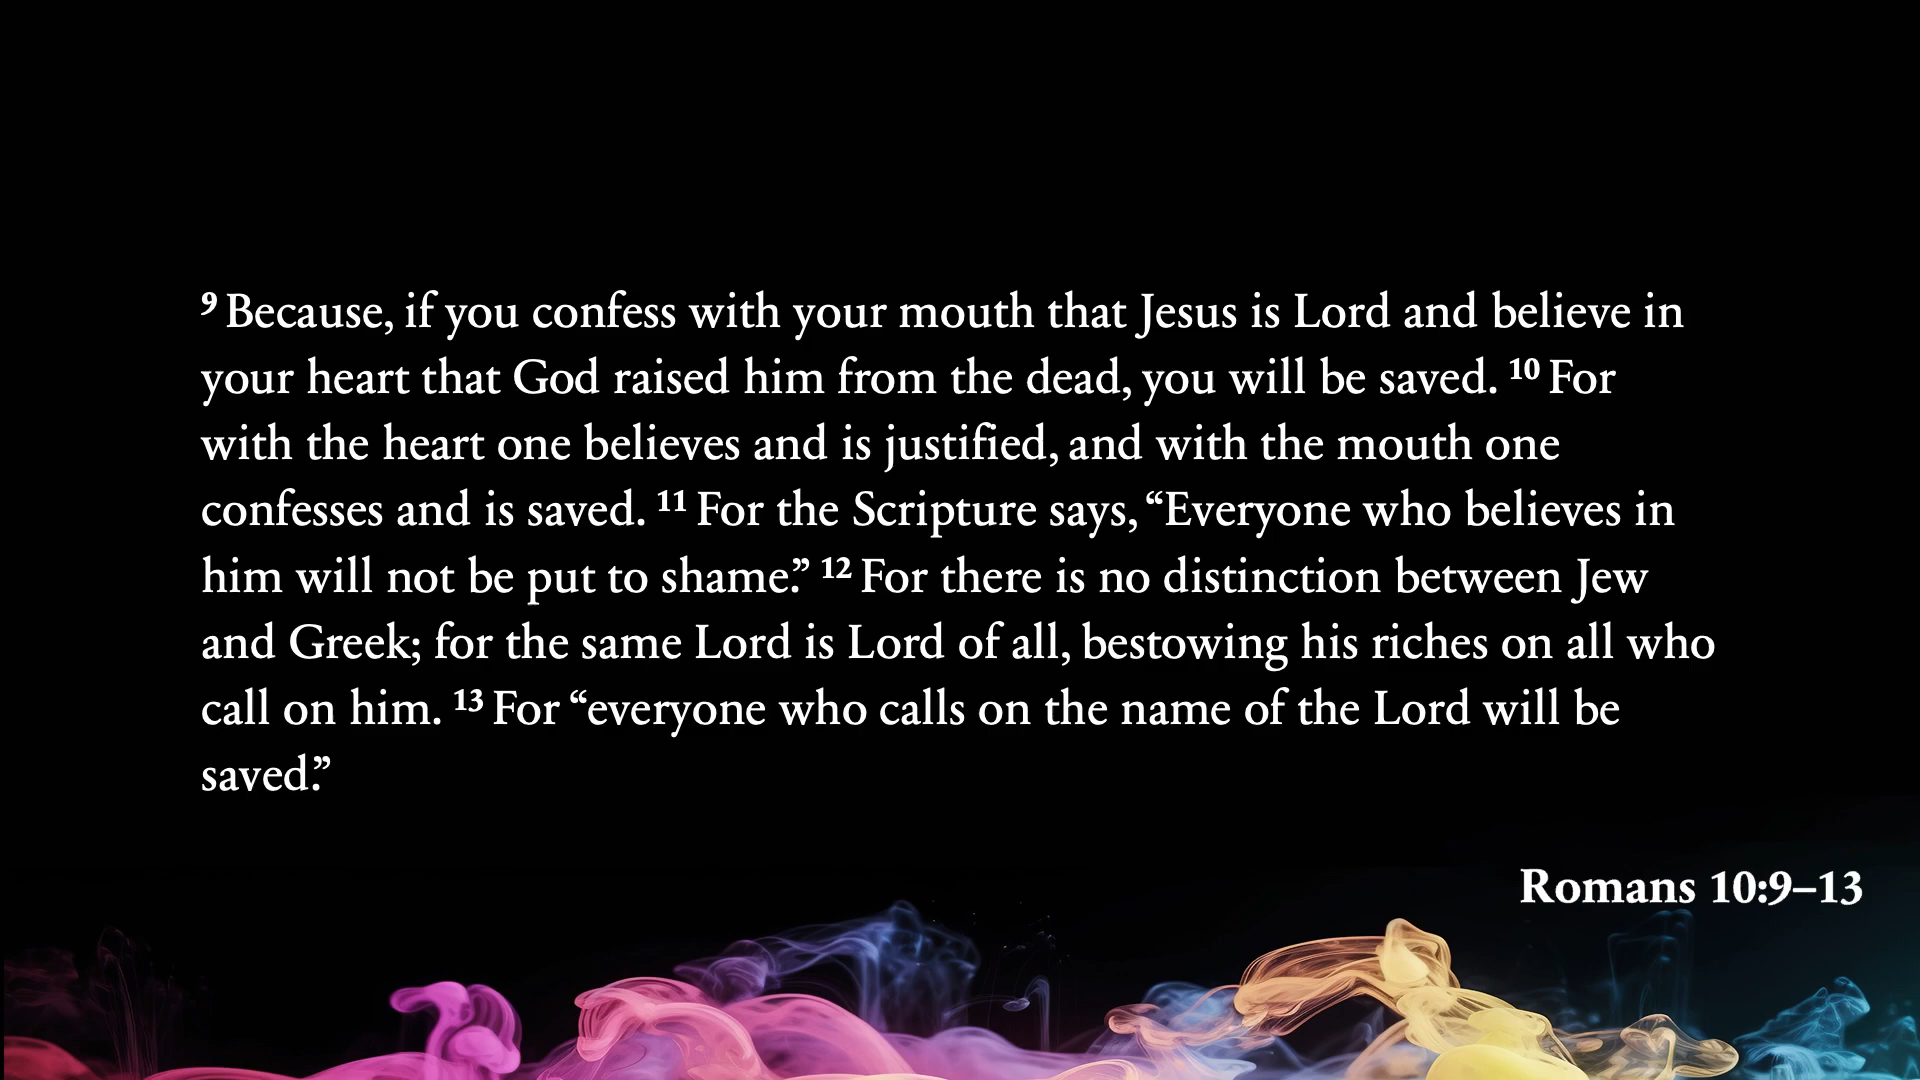 9 Because, if you confess with your mouth that Jesus is Lord and believe in
your heart that God raised him from the dead, you will be saved. 10 For
with the heart one believes and is justified, and with the mouth one
confesses and is saved. 11 For the Scripture says, “Everyone who believes in
him will not be put to shame.” 12 For there is no distinction between Jew
and Greek; for the same Lord is Lord of all, bestowing his riches on all who
call on him. 13 For “everyone who calls on the name of the Lord will be
saved.”
Romans 10:9–13